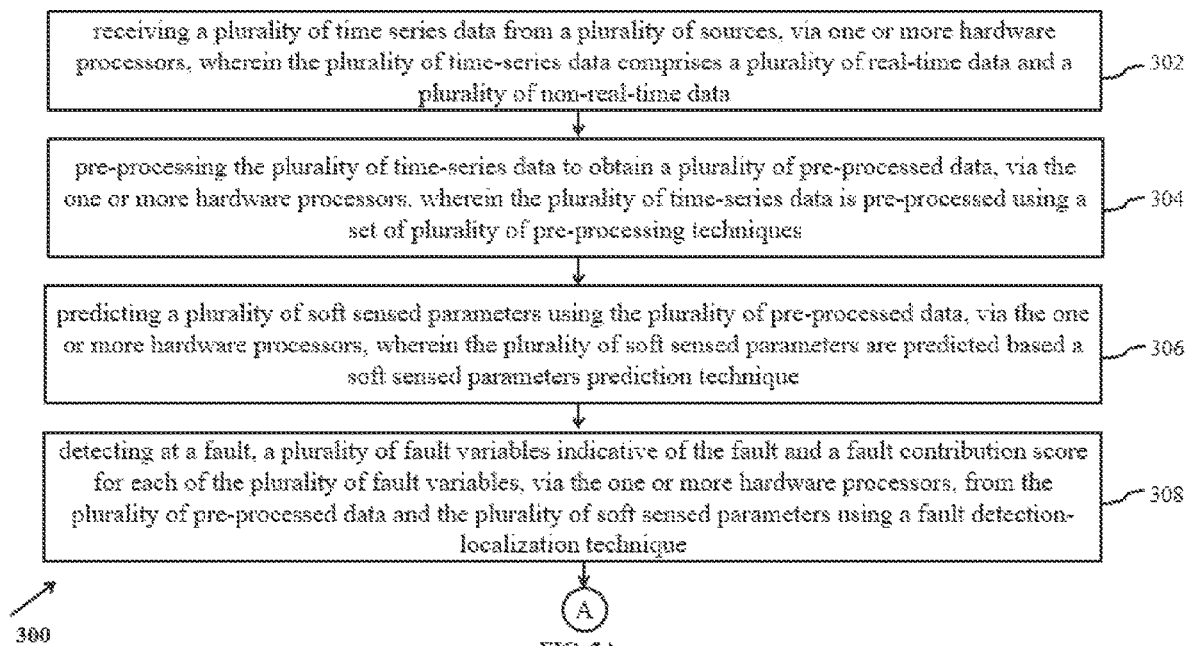 receiving a plurality of time series data from a plurality of sources, via one or more hardware
processors, wherein the plurality of time-series data comprises a plurality of real-time data and a
plurality of non-real-time data
302
pre-processing the plurality of time-series data to obtain a plurality of pre-processed data, via the
one or more hardware processors, wherein the plurality of time-series data is pre-processed using a
set of plurality of pre-processing techniques
304
predicting a plurality of soft sensed parameters using the plurality of pre-processed data, via the one
or more hardware processors, wherein the plurality of soft sensed parameters are predicted based a
soft sensed parameters prediction technique
306
detecting at a fault, a plurality of fault variables indicative of the fault and a fault contribution score
for each of the plurality of fault variables, via the one or more hardware processors, from the
plurality of pre-processed data and the plurality of soft sensed parameters using a fault detection-
localization technique
308
A
300